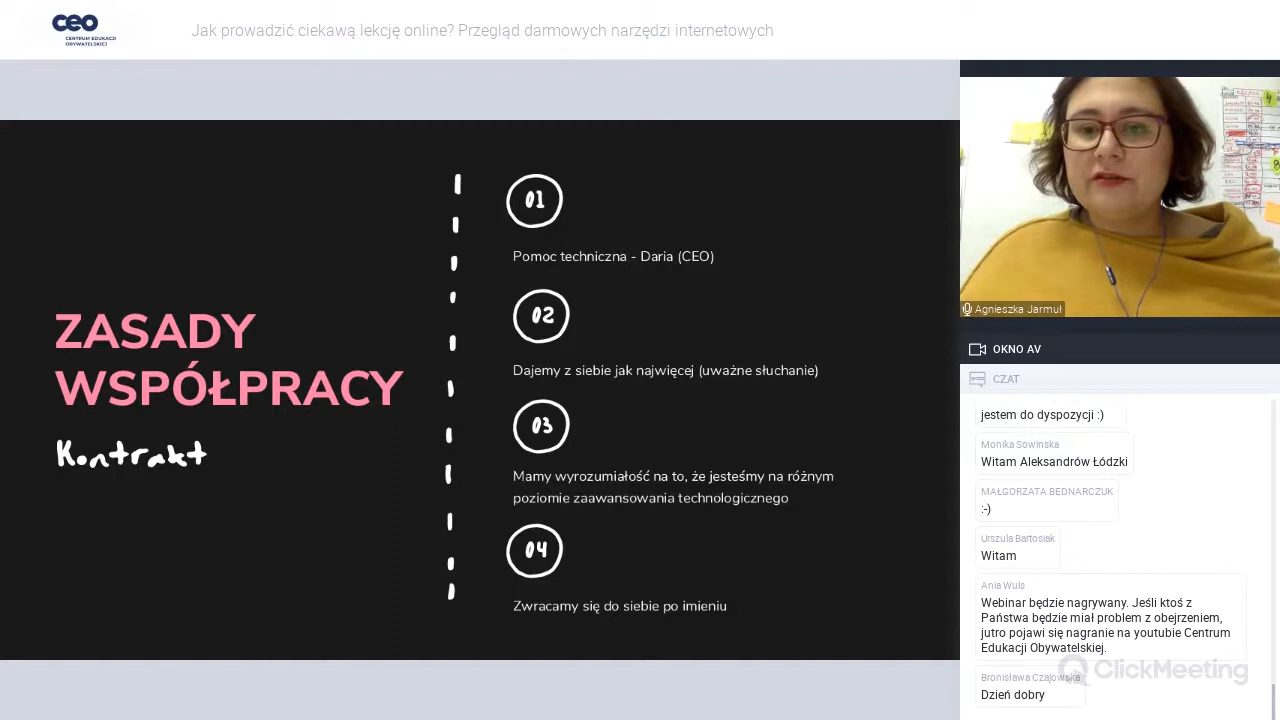 ceo
CENTRUM EDUKACJI
OBYWATELSKIEJ
Jak prowadzić ciekawą lekcję online? Przegląd darmowych narzędzi internetowych
ZASADY
WSPÓŁPRACY
Kontrakt
01
Pomoc techniczna - Daria (CEO)
02
Dajemy z siebie jak najwięcej (uważne słuchanie)
03
Mamy wyrozumiałość na to, że jesteśmy na różnym
poziomie zaawansowania technologicznego
04
Zwracamy się do siebie po imieniu
Agnieszka Jarmuł
OKNO AV
CZAT
jestem do dyspozycji :)
Monika Sowinska
Witam Aleksandrów Łódzki
MAŁGORZATA BEDNARCZUK
:-)
Urszula Bartosiak
Witam
Ania Wuls
Webinar będzie nagrywany. Jeśli ktoś z
Państwa będzie miał problem z obejrzeniem,
jutro pojawi się nagranie na youtubie Centrum
Edukacji Obywatelskiej.
Bronisława Czajowska
Dzień dobry
ClickMeeting